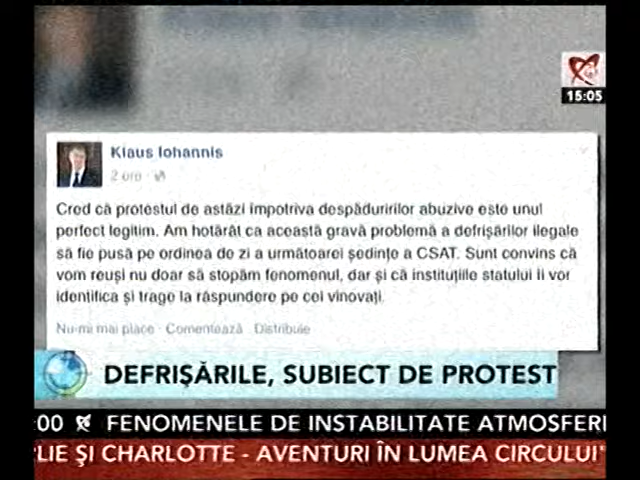 15:05
Klaus Iohannis
2 ore
Cred că protestul de astăzi împotriva despăduririlor abuzive este unul
perfect legitim. Am hotărât ca această gravă problemă a defrișărilor ilegale
să fie pusă pe ordinea de zi a următoarei ședințe a CSAT. Sunt convins că
vom reuși nu doar să stopăm fenomenul, dar și că instituțiile statului îi vor
identifica și trage la răspundere pe cei vinovați.
Nu-mi mai place · Comentează · Distribuie
DEFRIȘĂRILE, SUBIECT DE PROTEST
:00 FENOMENELE DE INSTABILITATE ATMOSFERI
LIE ȘI CHARLOTTE - AVENTURI ÎN LUMEA CIRCULUI"